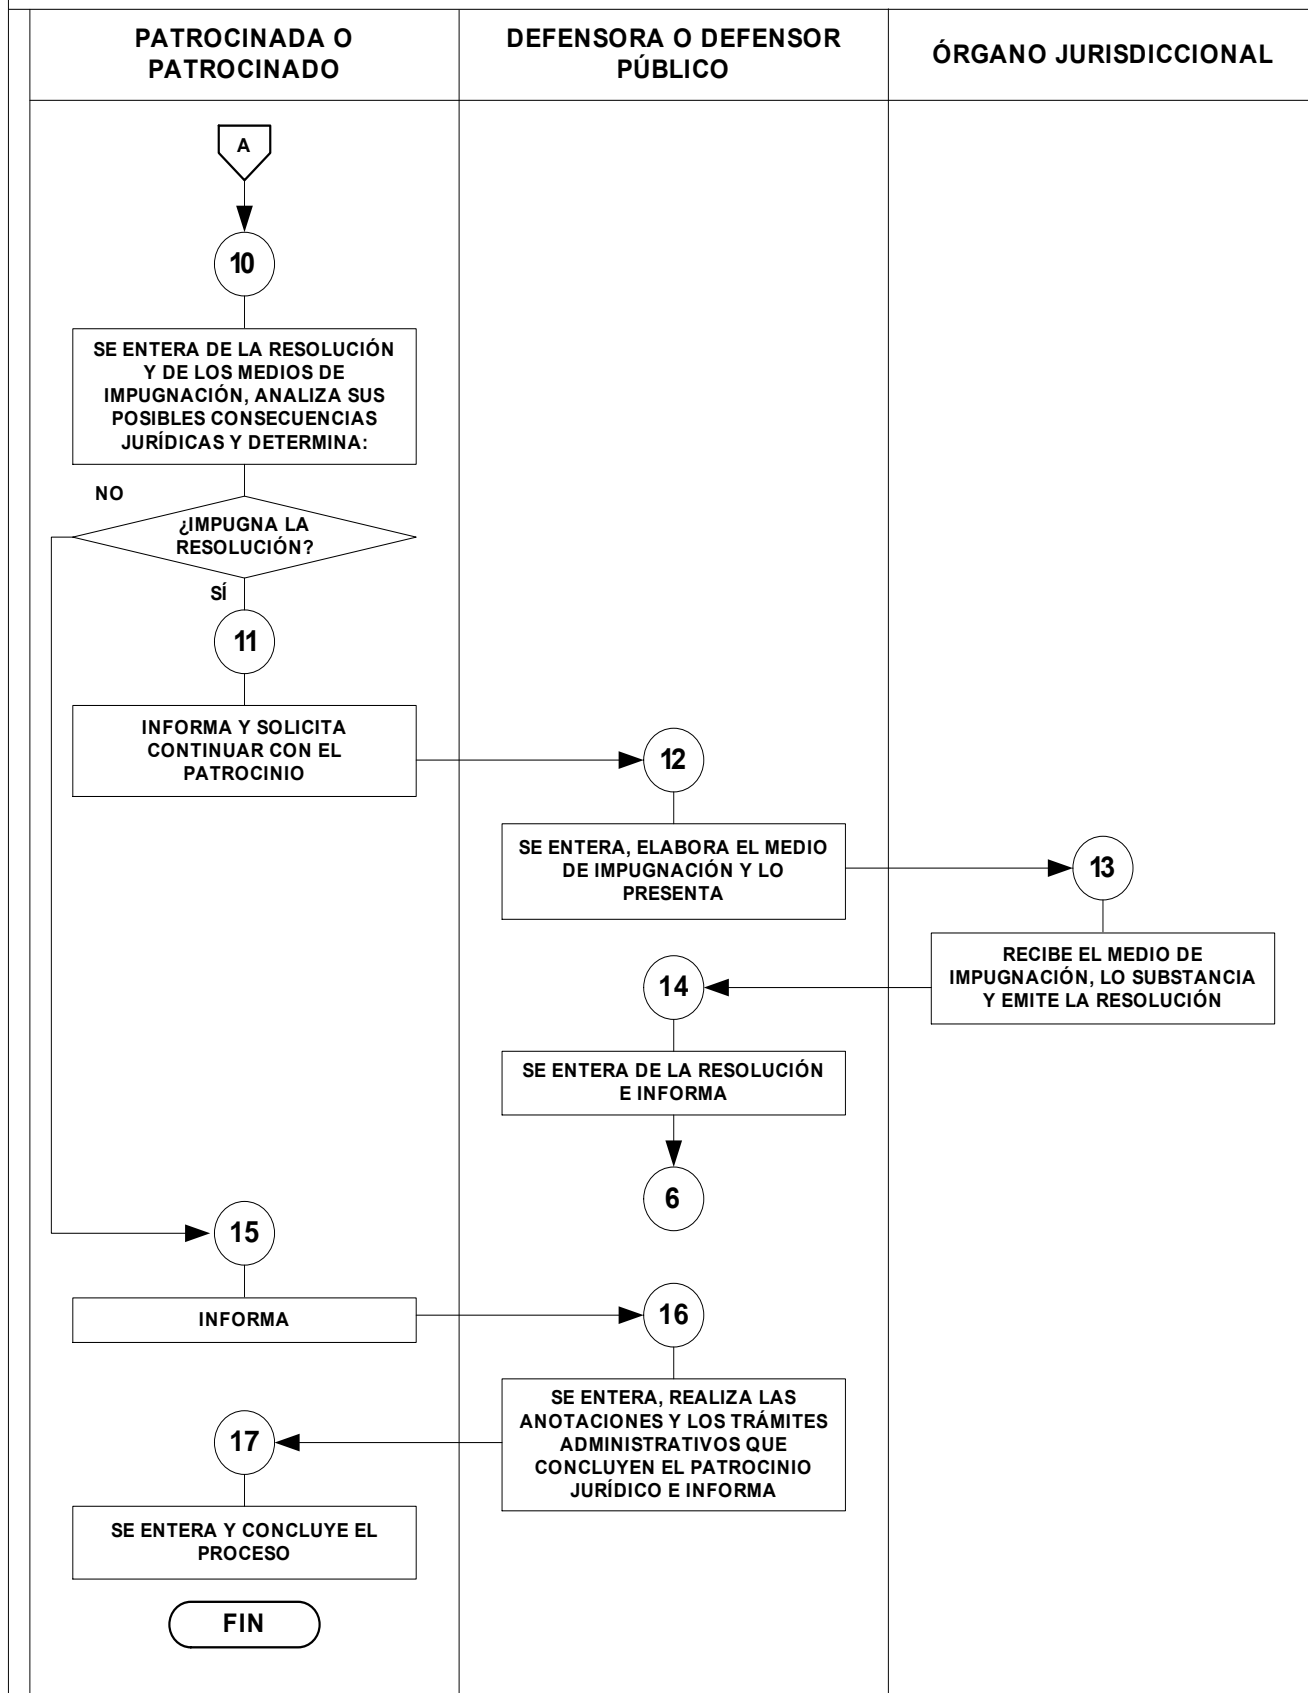 PATROCINADA O
PATROCINADO
DEFENSORA O DEFENSOR
PÚBLICO
ÓRGANO JURISDICCIONAL
A
10
SE ENTERA DE LA RESOLUCIÓN
Y DE LOS MEDIOS DE
IMPUGNACIÓN, ANALIZA SUS
POSIBLES CONSECUENCIAS
JURÍDICAS Y DETERMINA:
NO
¿IMPUGNA LA
RESOLUCIÓN?
SÍ
11
INFORMA Y SOLICITA
CONTINUAR CON EL
PATROCINIO
12
SE ENTERA, ELABORA EL MEDIO
DE IMPUGNACIÓN Y LO
PRESENTA
13
RECIBE EL MEDIO DE
IMPUGNACIÓN, LO SUBSTANCIA
Y EMITE LA RESOLUCIÓN
14
SE ENTERA DE LA RESOLUCIÓN
E INFORMA
6
15
INFORMA
16
SE ENTERA, REALIZA LAS
ANOTACIONES Y LOS TRÁMITES
ADMINISTRATIVOS QUE
CONCLUYEN EL PATROCINIO
JURÍDICO E INFORMA
17
SE ENTERA Y CONCLUYE EL
PROCESO
FIN